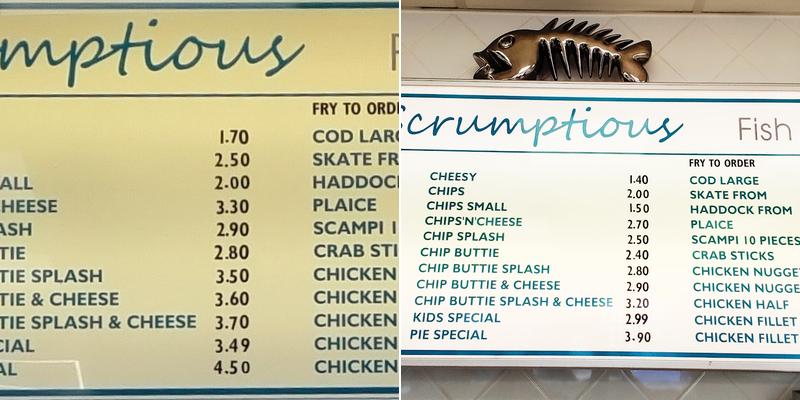 mptious
FRY TO ORD
1.70 COD LARG
2.50 SKATE FR
ALL 2.00 HADDOCK
CHEESE 3.30 PLAICE
ASH 2.90 SCAMPI 1
TIE 2.80 CRAB STI
TIE SPLASH 3.50 CHICKEN
TIE & CHEESE 3.60 CHICKEN
TIE SPLASH & CHEESE 3.70 CHICKEN
CIAL 3.49 CHICKEN
AL 4.50 CHICKEN
Scrumptious Fish
FRY TO ORDER
CHEESY 1.40 COD LARGE
CHIPS 2.00 SKATE FROM
CHIPS SMALL 1.50 HADDOCK FROM
CHIPS'N'CHEESE 2.70 PLAICE
CHIP SPLASH 2.50 SCAMPI 10 PIECES
CHIP BUTTIE 2.40 CRAB STICKS
CHIP BUTTIE SPLASH 2.80 CHICKEN NUGGE
CHIP BUTTIE & CHEESE 2.90 CHICKEN NUGGE
CHIP BUTTIE SPLASH & CHEESE 3.20 CHICKEN HALF
KIDS SPECIAL 2.99 CHICKEN FILLET
PIE SPECIAL 3.90 CHICKEN FILLET